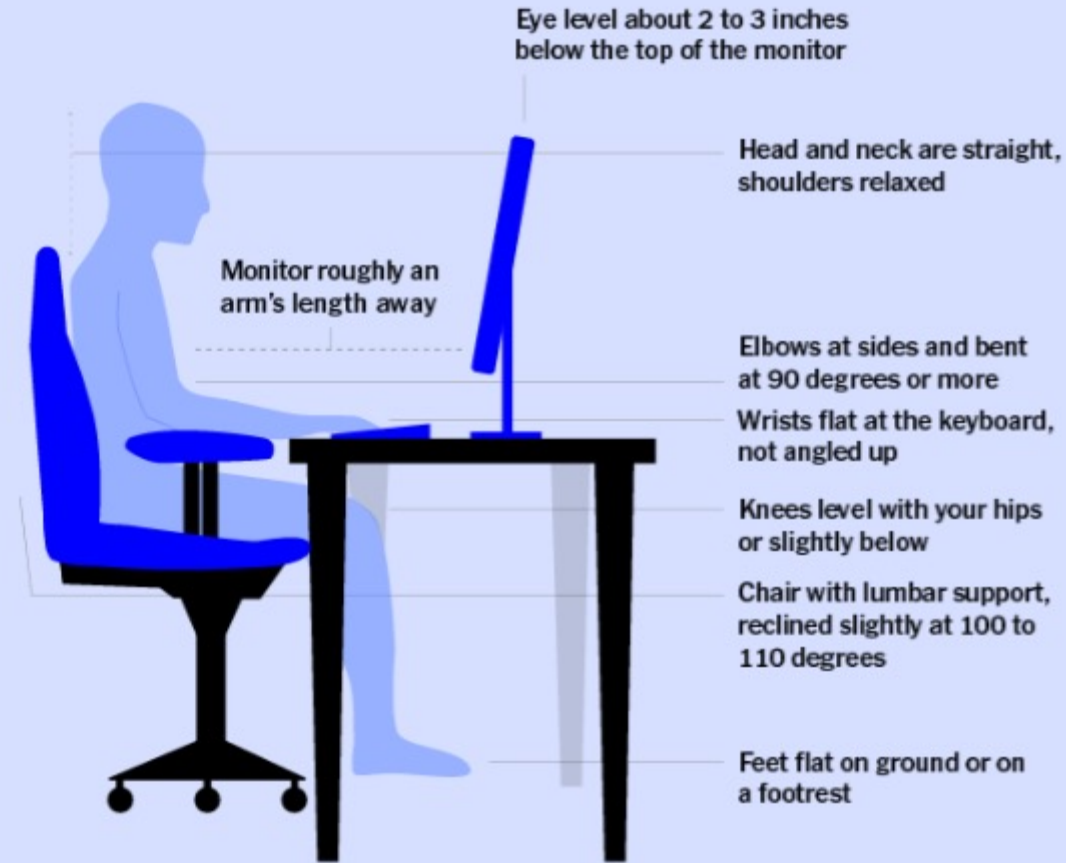 Eye level about 2 to 3 inches
below the top of the monitor
Head and neck are straight,
shoulders relaxed
Monitor roughly an
arm's length away
Elbows at sides and bent
at 90 degrees or more
Wrists flat at the keyboard,
not angled up
Knees level with your hips
or slightly below
Chair with lumbar support,
reclined slightly at 100 to
110 degrees
Feet flat on ground or on
a footrest